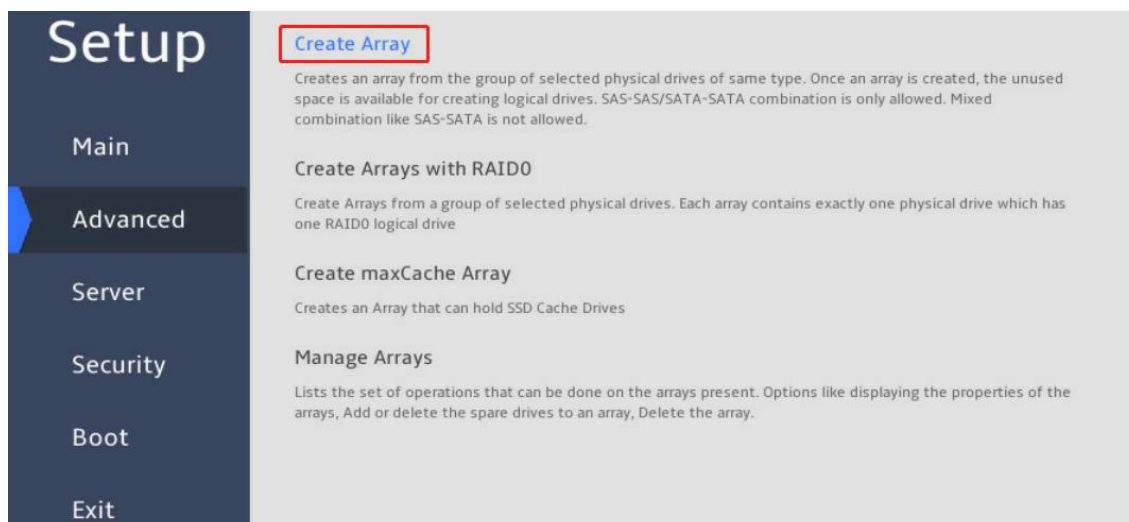 Setup
Main
Advanced
Server
Security
Boot
Exit
Create Array
Creates an array from the group of selected physical drives of same type. Once an array is created, the unused
space is available for creating logical drives. SAS-SAS/SATA-SATA combination is only allowed. Mixed
combination like SAS-SATA is not allowed.
Create Arrays with RAID0
Create Arrays from a group of selected physical drives. Each array contains exactly one physical drive which has
one RAID0 logical drive
Create maxCache Array
Creates an Array that can hold SSD Cache Drives
Manage Arrays
Lists the set of operations that can be done on the arrays present. Options like displaying the properties of the
arrays, Add or delete the spare drives to an array, Delete the array.